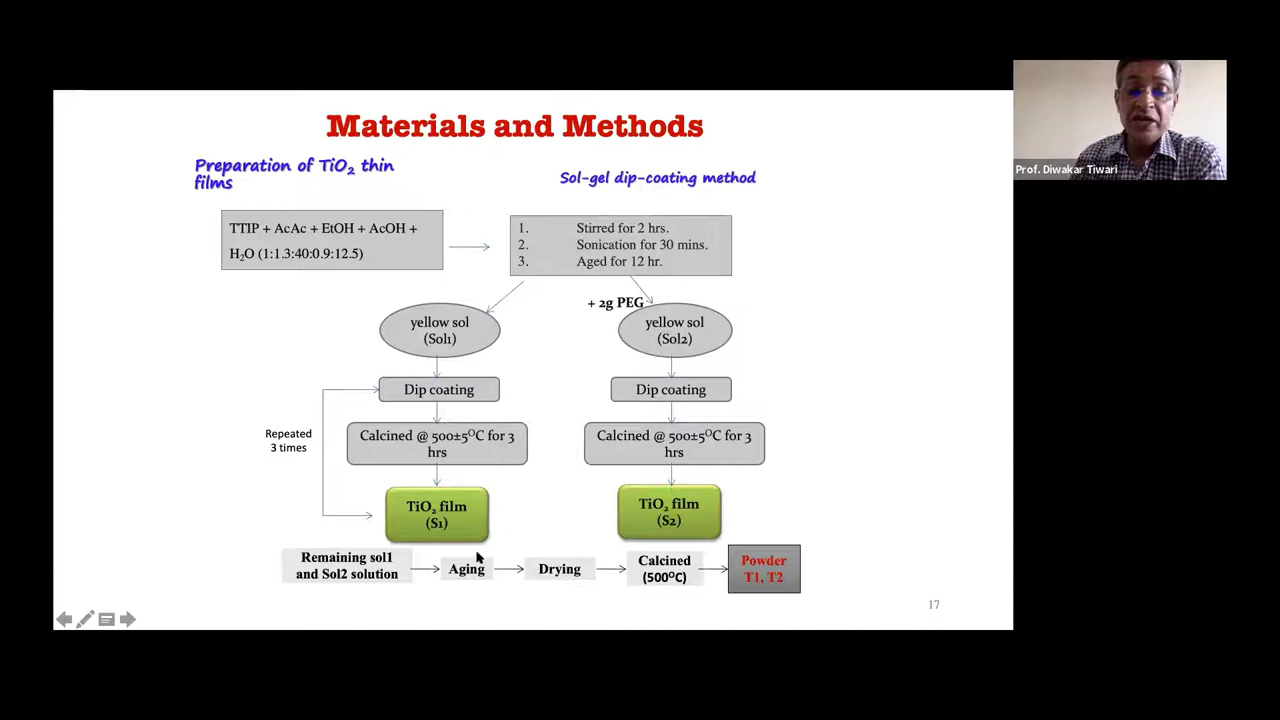 Materials and Methods
Preparation of TiO₂ thin
films
Sol-gel dip-coating method
TTIP + AcAc + EtOH + AcOH +
H₂O (1:1.3:40:0.9:12.5)
1. Stirred for 2 hrs.
2. Sonication for 30 mins.
3. Aged for 12 hr.
+ 2g PEG
yellow sol
(Sol1)
yellow sol
(Sol2)
Dip coating
Dip coating
Repeated
3 times
Calcined @ 500±5⁰C for 3
hrs
Calcined @ 500±5⁰C for 3
hrs
TiO₂ film
(S1)
TiO₂ film
(S2)
Remaining sol1
and Sol2 solution
Aging
Drying
Calcined
(500⁰C)
Powder
T1, T2
17
Prof. Diwakar Tiwari